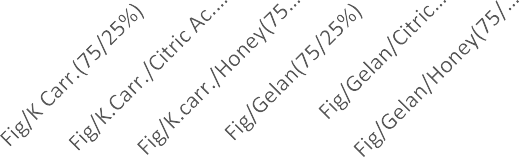 Fig/K Carr.(75/25%)
Fig/K.Carr./Citric Ac....
Fig/K.carr./Honey(75...
Fig/Gelan(75/25%)
Fig/Gelan/Citric...
Fig/Gelan/Honey(75/...